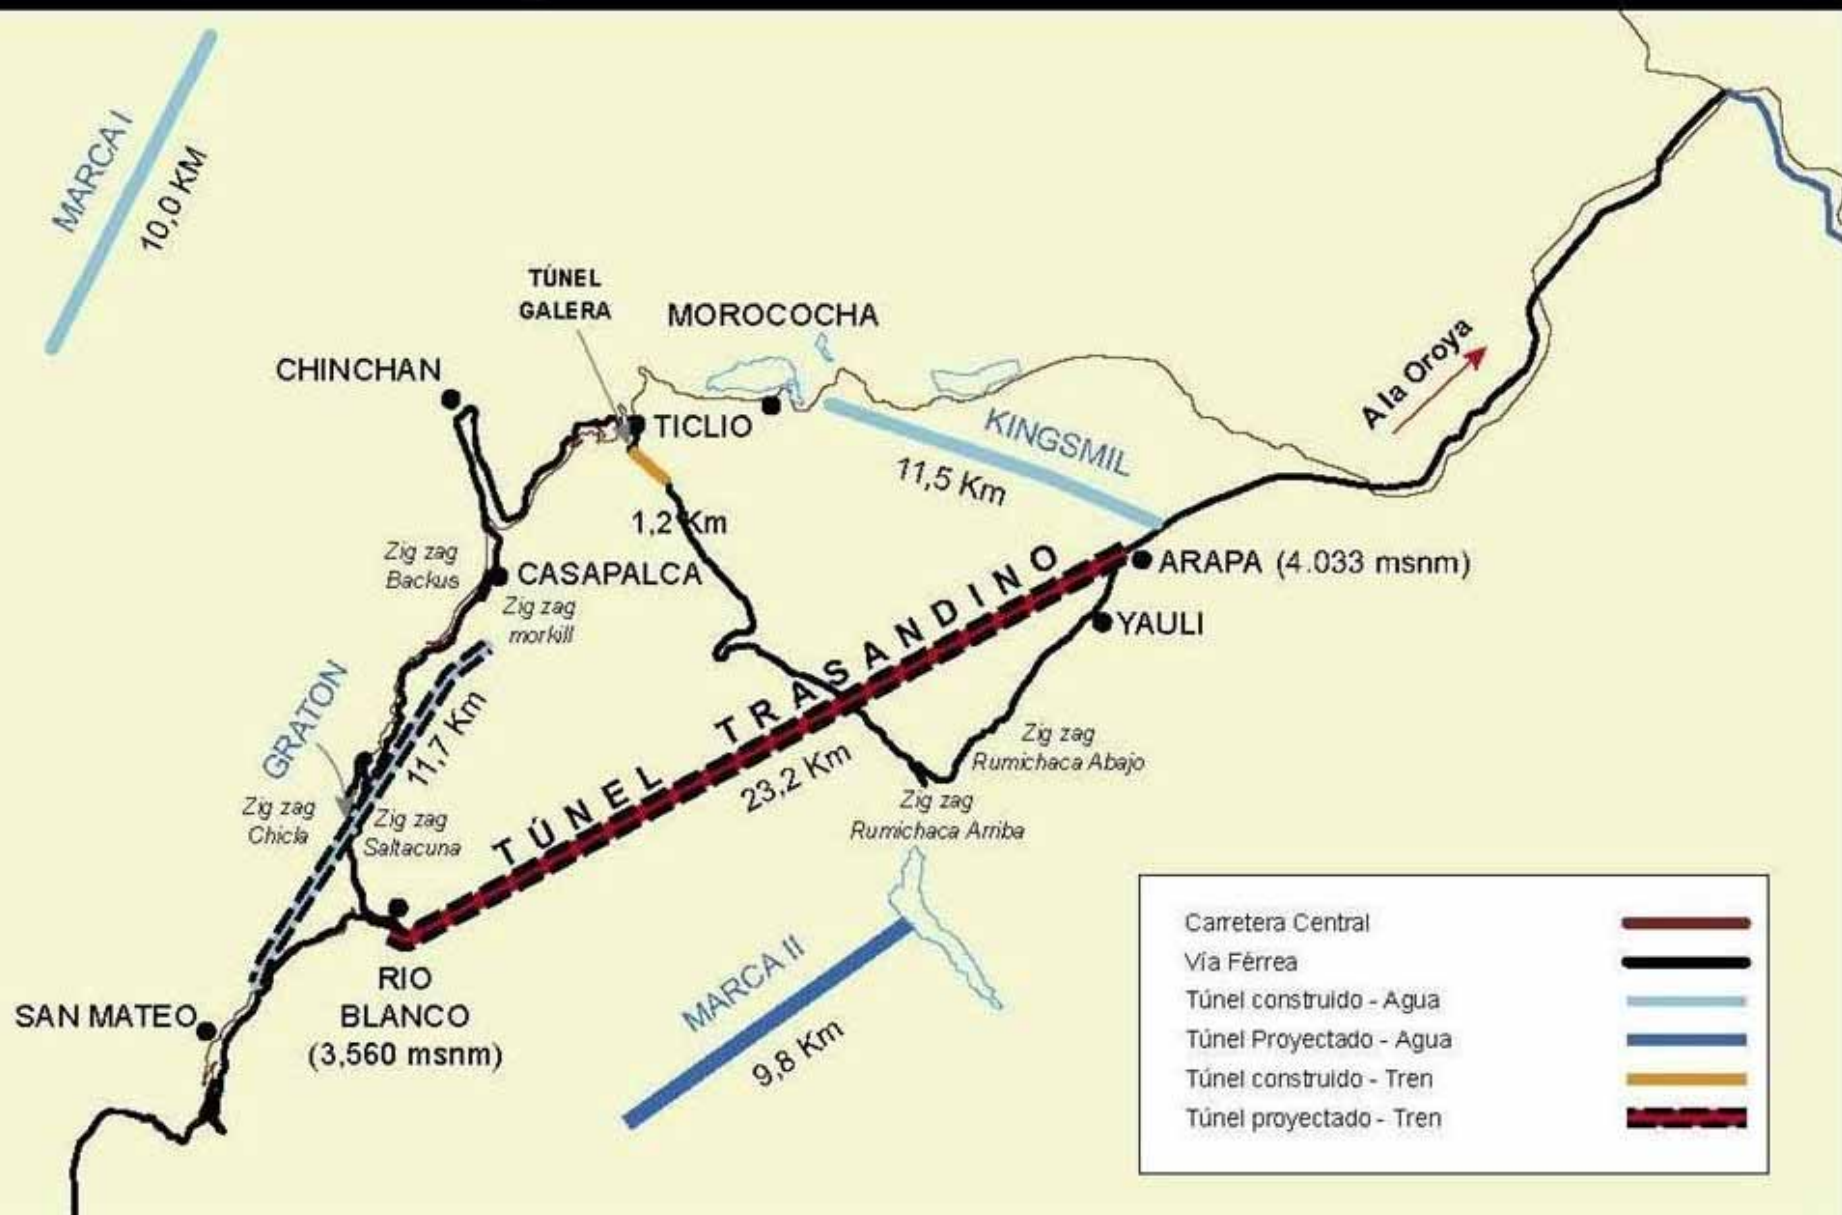 MARCA I
10,0 KM
TÚNEL
GALERA
MOROCOCHA
CHINCHAN
TICLIO
KINGSMIL
11,5 Km
A la Oroya
1,2 Km
Zig zag
Backus
CASAPALCA
Zig zag
morkill
ARAPA (4.033 msnm)
YAULI
GRATON
11,7 Km
TÚNEL TRASANDINO
23,2 Km
Zig zag
Rumichaca Abajo
Zig zag
Rumichaca Arriba
Zig zag
Chicla
Zig zag
Saltacuna
RIO
BLANCO
(3,560 msnm)
SAN MATEO
MARCA II
9,8 Km
Carretera Central
Vía Férrea
Túnel construido - Agua
Túnel Proyectado - Agua
Túnel construido - Tren
Túnel proyectado - Tren